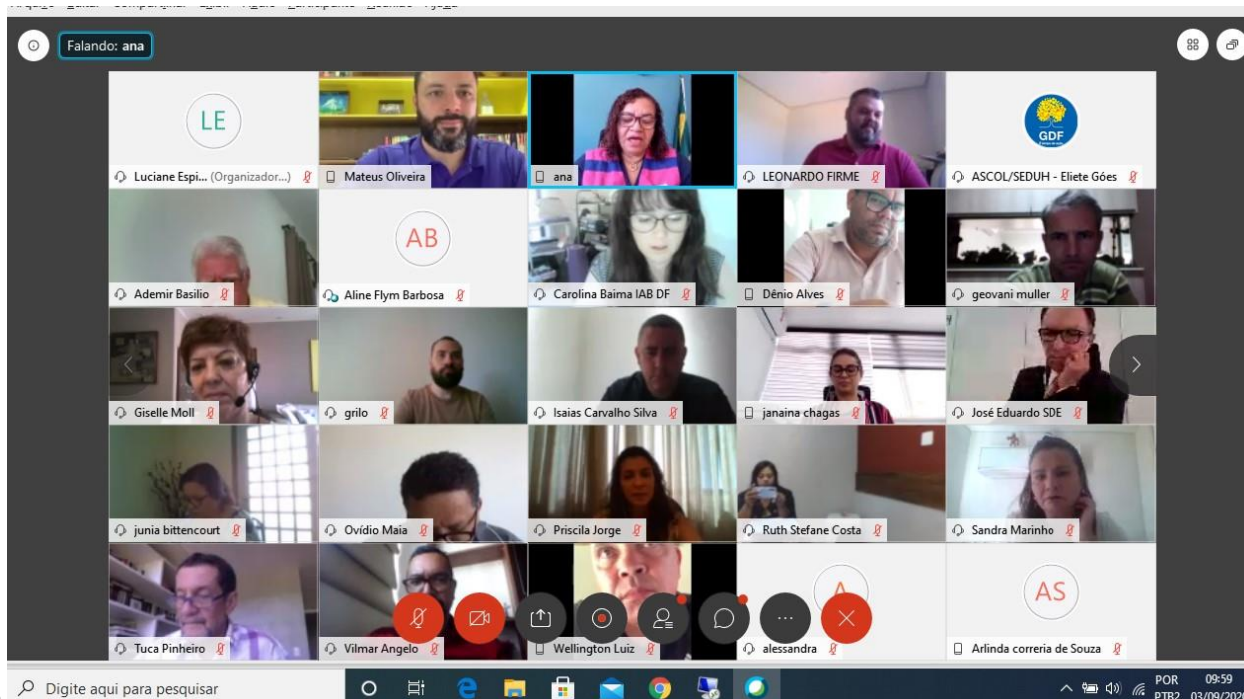 Falando: ana
LE
GDF
Luciane Espi... (Organizador...)
Mateus Oliveira
ana
LEONARDO FIRME
ASCOL/SEDUH - Eliete Góes
AB
Ademir Basilio
Aline Flym Barbosa
Carolina Baima IAB DF
Dênio Alves
geovani muller
Giselle Moll
grilo
Isaias Carvalho Silva
janaina chagas
José Eduardo SDE
junia bittencourt
Ovídio Maia
Priscila Jorge
Ruth Stefane Costa
Sandra Marinho
A
AS
Tuca Pinheiro
Vilmar Angelo
Wellington Luiz
alessandra
Arlinda correria de Souza
Digite aqui para pesquisar
POR
09:59
PTB2